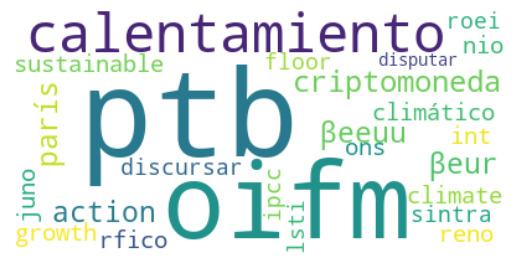 calentamiento
roei
nio
sustainable
floor
disputar
ptb
criptomoneda
parís
climático
βeeuu
int
ons
discursar
βeur
oifm
juno
ipcc
lsti
climate
action
sintra
growth
rfico
reno